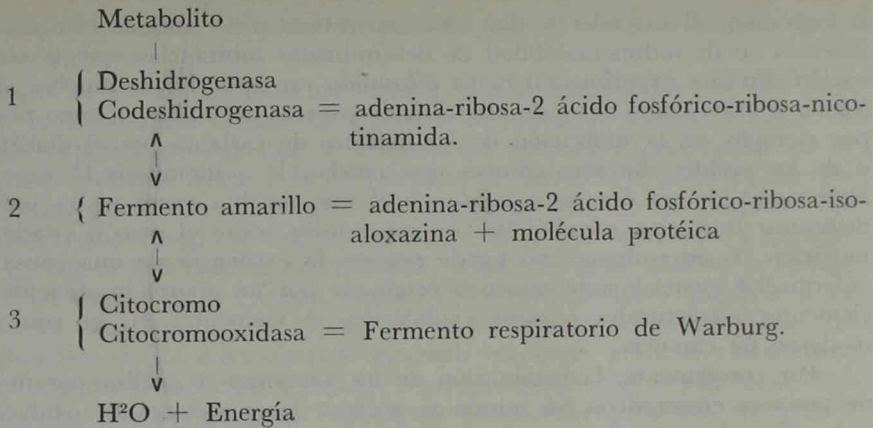 Metabolito
1 { Deshidrogenasa
Codeshidrogenasa = adenina-ribosa-2 ácido fosfórico-ribosa-nico-
tinamida.
2 { Fermento amarillo = adenina-ribosa-2 ácido fosfórico-ribosa-iso-
aloxazina + molécula protéica
3 { Citocromo
Citocromooxidasa = Fermento respiratorio de Warburg.
H²O + Energía